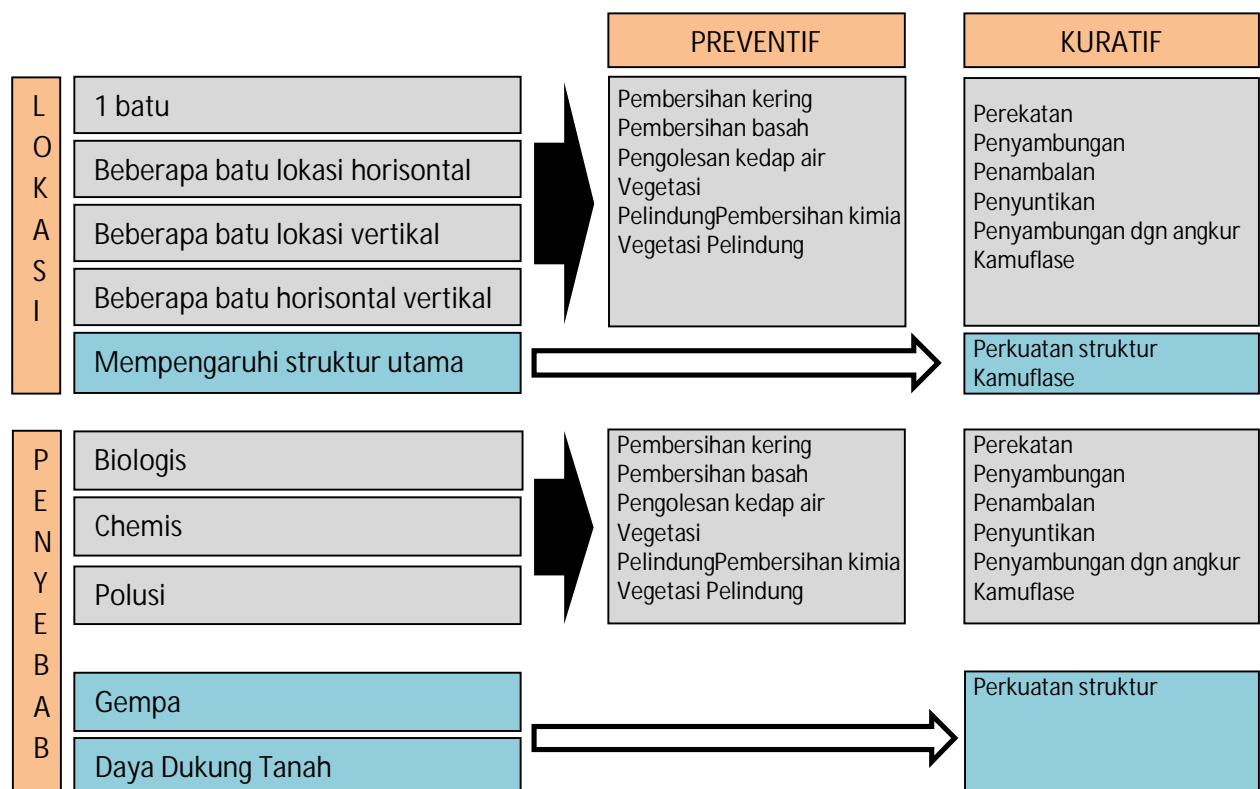 PREVENTIF
KURATIF
LOKASI
1 batu
Beberapa batu lokasi horisontal
Beberapa batu lokasi vertikal
Beberapa batu horisontal vertikal
Mempengaruhi struktur utama
Pembersihan kering
Pembersihan basah
Pengolesan kedap air
Vegetasi
PelindungPembersihan kimia
Vegetasi Pelindung
Perekatan
Penyambungan
Penambalan
Penyuntikan
Penyambungan dgn angkur
Kamuflase
Perkuatan struktur
Kamuflase
PENYEBAB
Biologis
Chemis
Polusi
Gempa
Daya Dukung Tanah
Pembersihan kering
Pembersihan basah
Pengolesan kedap air
Vegetasi
PelindungPembersihan kimia
Vegetasi Pelindung
Perekatan
Penyambungan
Penambalan
Penyuntikan
Penyambungan dgn angkur
Kamuflase
Perkuatan struktur